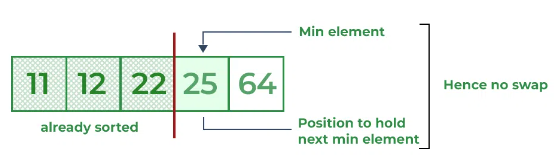 Min element
11 12 22 25 64
Hence no swap
already sorted
Position to hold
next min element